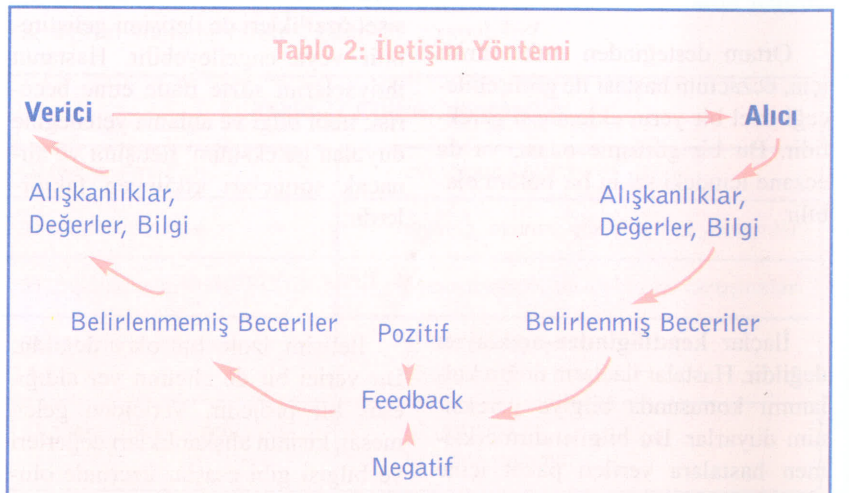 Tablo 2: İletişim Yöntemi
Verici
Alıcı
Alışkanlıklar,
Değerler, Bilgi
Alışkanlıklar,
Değerler, Bilgi
Belirlenmemiş Beceriler
Pozitif
Belirlenmiş Beceriler
Feedback
Negatif